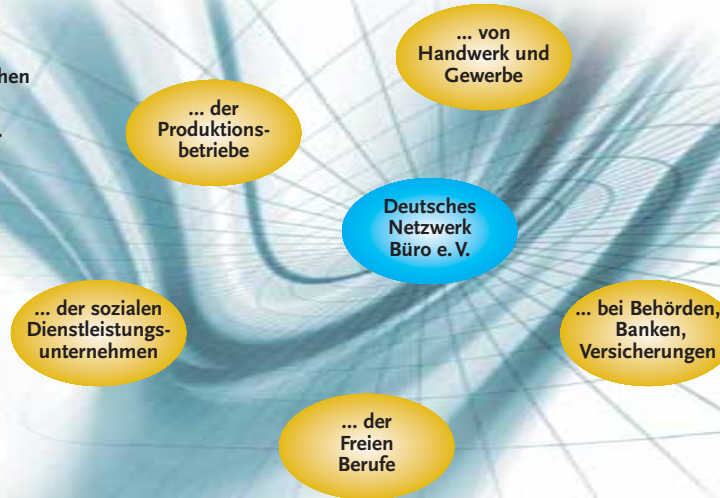 ... von
Handwerk und
Gewerbe
... der
Produktions-
betriebe
Deutsches
Netzwerk
Büro e. V.
... der sozialen
Dienstleistungs-
unternehmen
... bei Behörden,
Banken,
Versicherungen
... der
Freien
Berufe